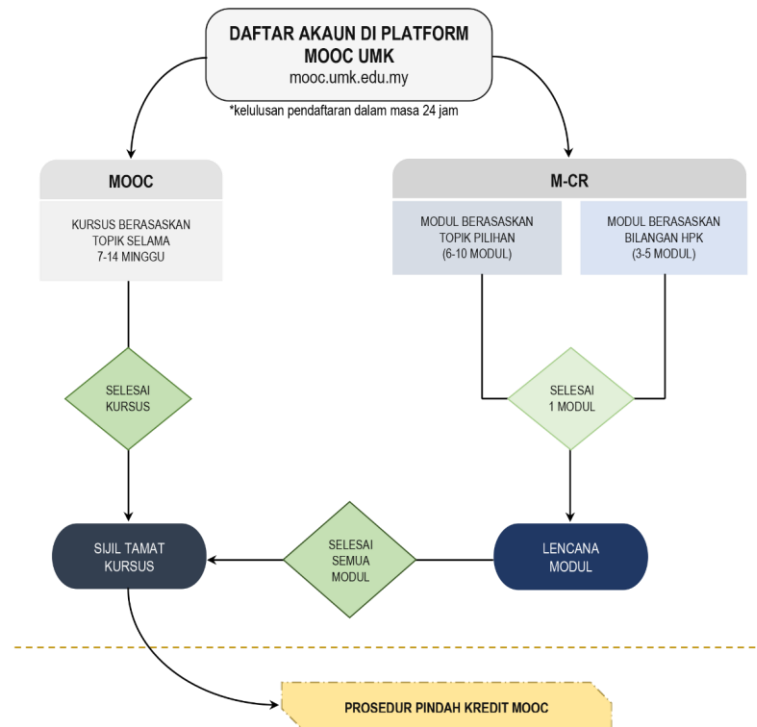 DAFTAR AKAUN DI PLATFORM
MOOC UMK
mooc.umk.edu.my
*kelulusan pendaftaran dalam masa 24 jam
MOOC
KURSUS BERASASKAN
TOPIK SELAMA
7-14 MINGGU
M-CR
MODUL BERASASKAN
TOPIK PILIHAN
(6-10 MODUL)
MODUL BERASASKAN
BILANGAN HPK
(3-5 MODUL)
SELESAI
KURSUS
SELESAI
1 MODUL
SIJIL TAMAT
KURSUS
SELESAI
SEMUA
MODUL
LENCANA
MODUL
PROSEDUR PINDAH KREDIT MOOC